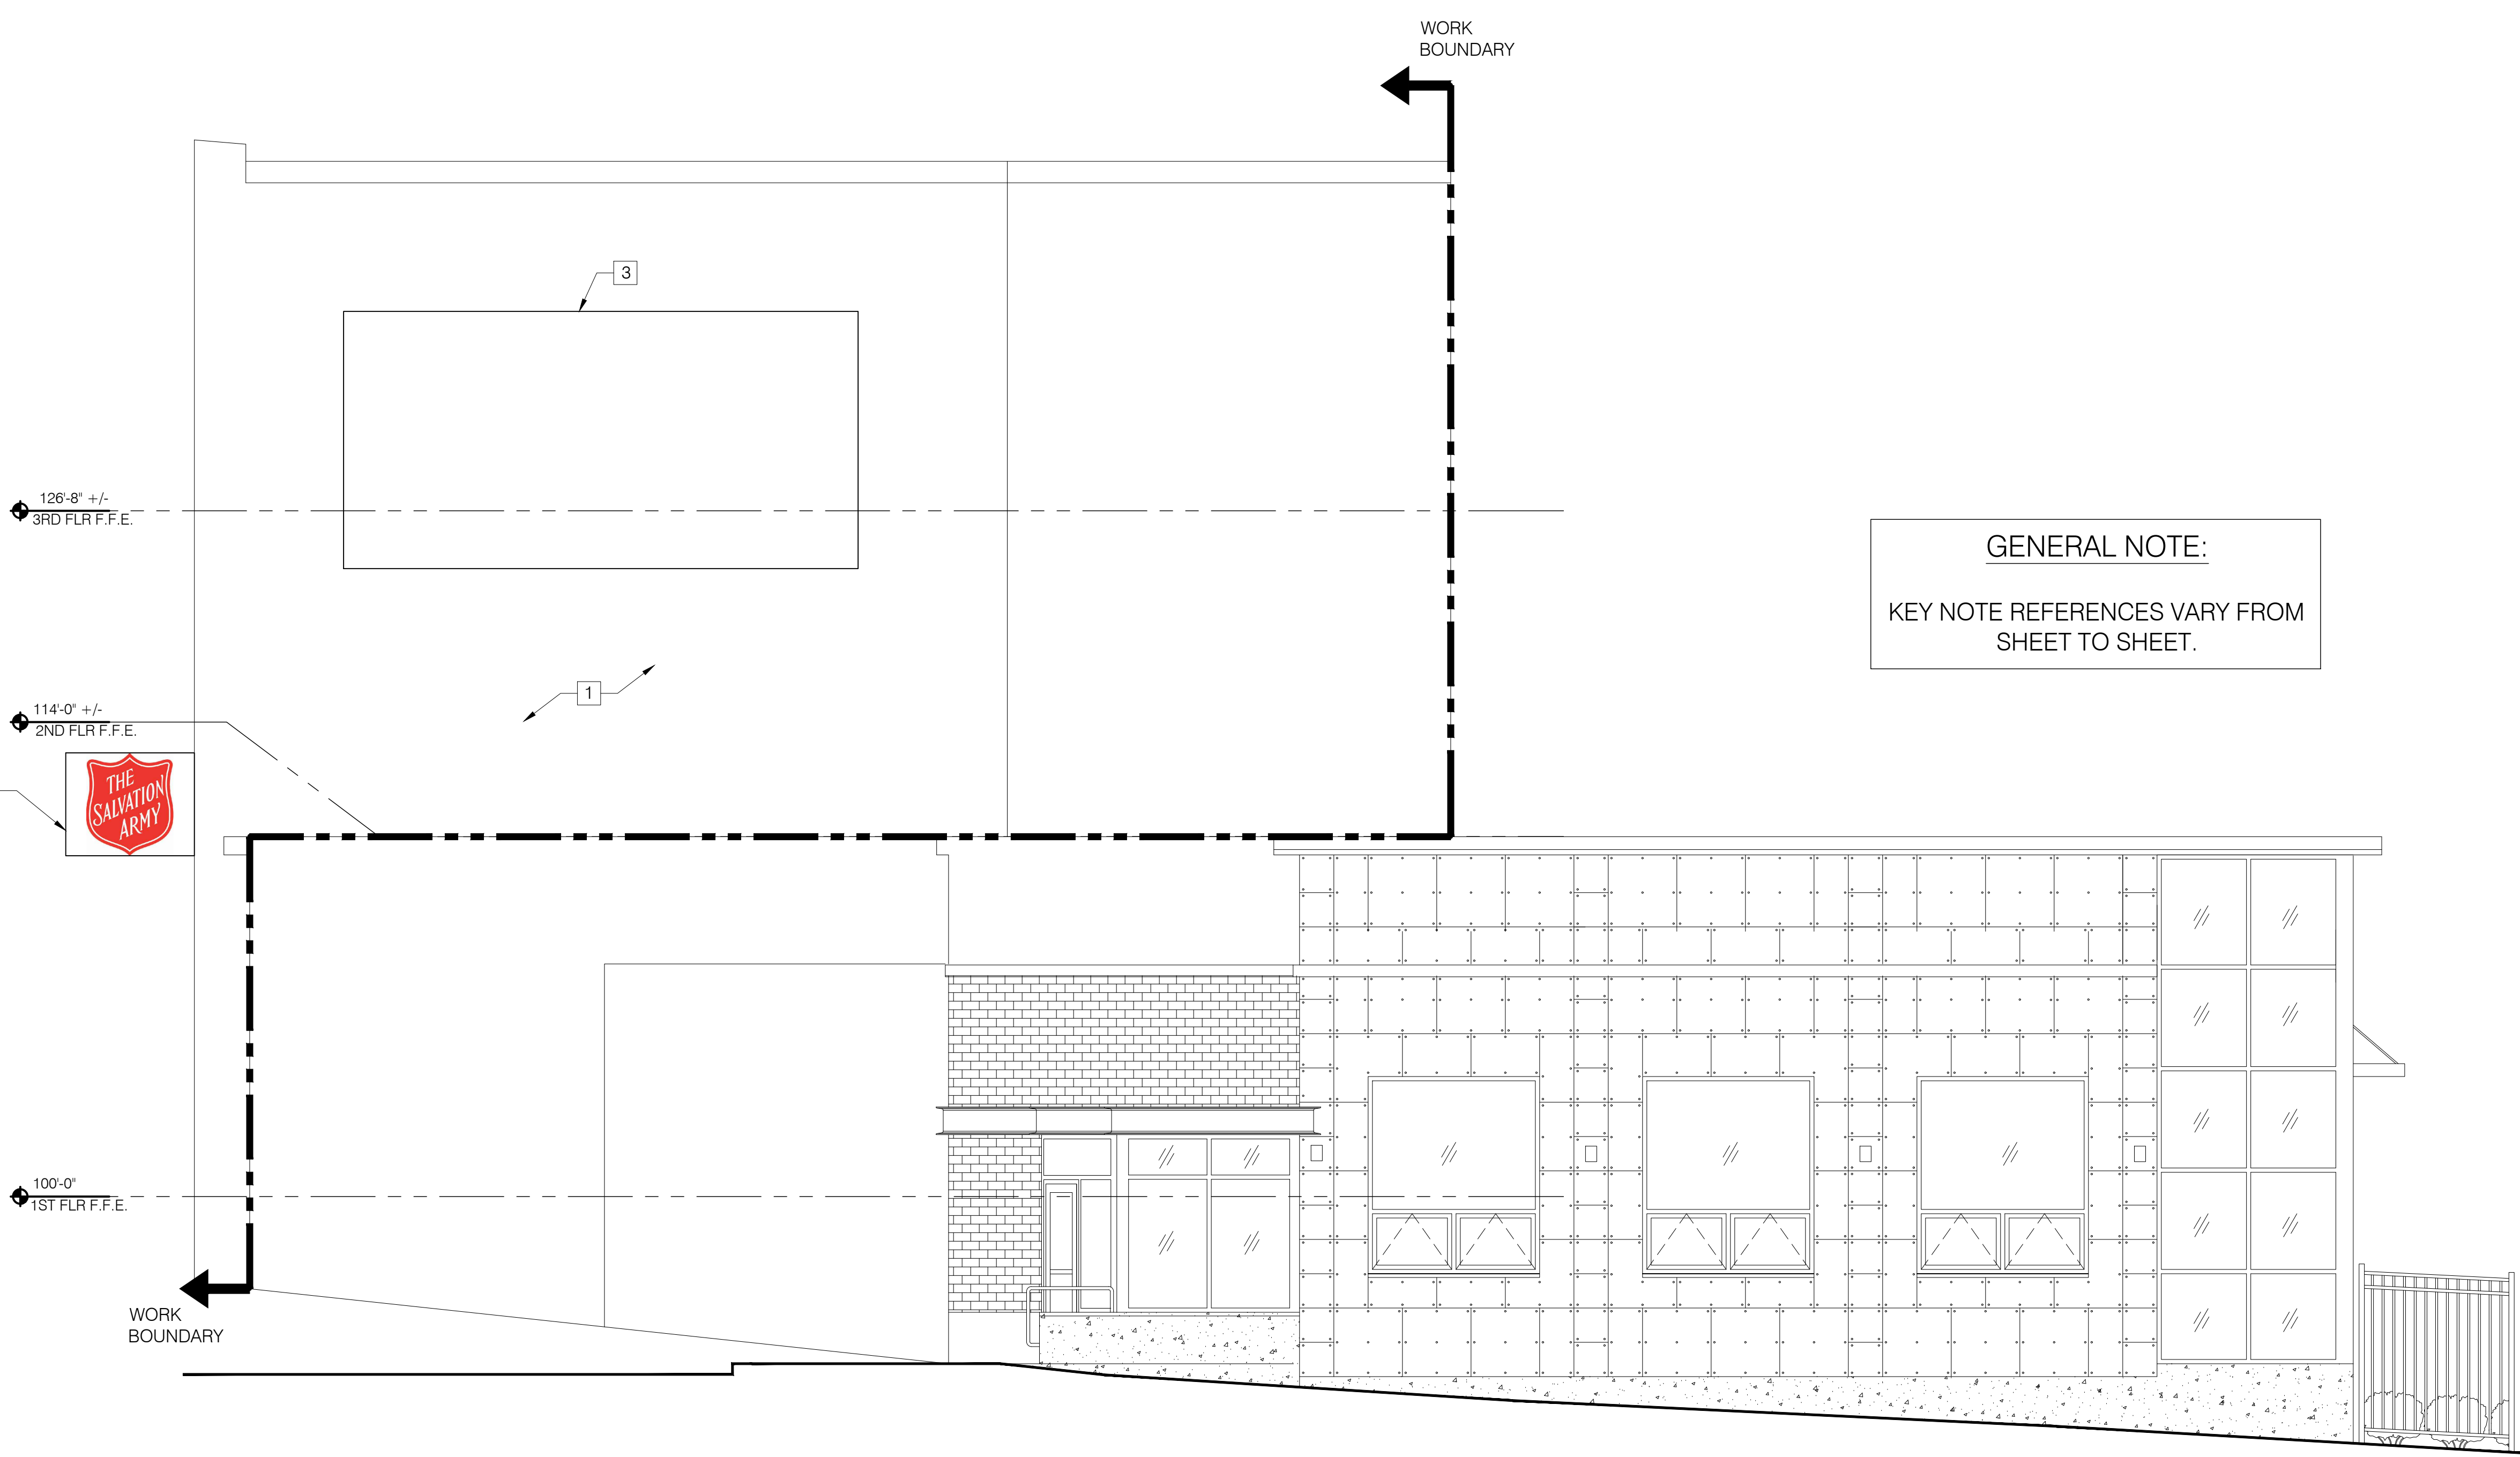 WORK
BOUNDARY
3
126'-8" +/-
3RD FLR F.F.E.
GENERAL NOTE:
KEY NOTE REFERENCES VARY FROM
SHEET TO SHEET.
1
114'-0" +/-
2ND FLR F.F.E.
THE
SALVATION
ARMY
100'-0"
1ST FLR F.F.E.
WORK
BOUNDARY